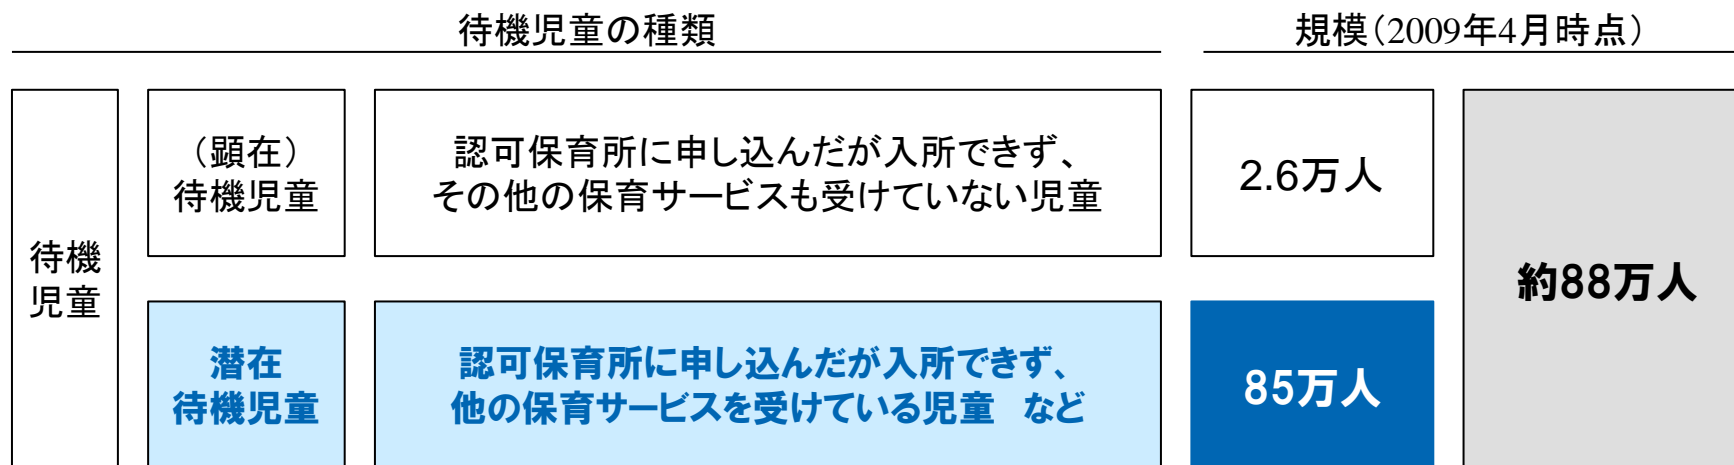 待機児童の種類
規模(2009年4月時点)
待機
児童
(顕在)
待機児童
認可保育所に申し込んだが入所できず、
その他の保育サービスも受けていない児童
2.6万人
約88万人
潜在
待機児童
認可保育所に申し込んだが入所できず、
他の保育サービスを受けている児童 など
85万人